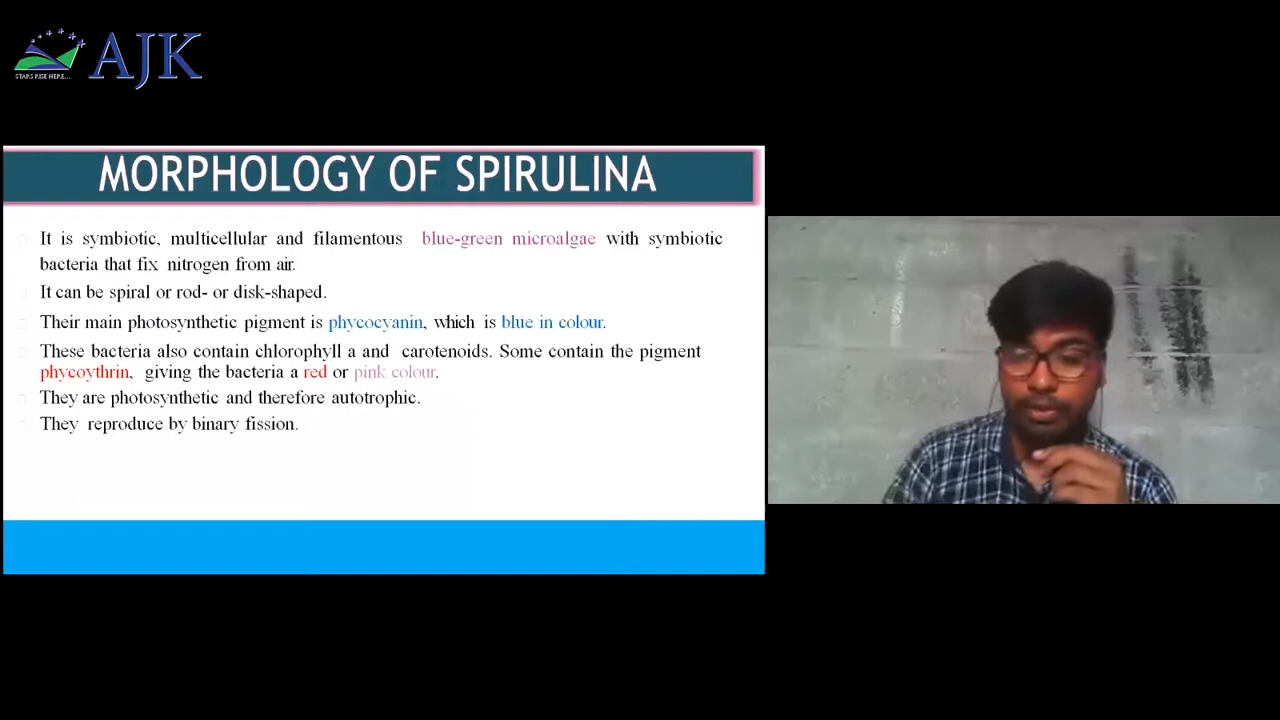 STARS RISE HERE...
AJK
MORPHOLOGY OF SPIRULINA
It is symbiotic, multicellular and filamentous blue-green microalgae with symbiotic
bacteria that fix nitrogen from air.
It can be spiral or rod- or disk-shaped.
Their main photosynthetic pigment is phycocyanin, which is blue in colour.
These bacteria also contain chlorophyll a and carotenoids. Some contain the pigment
phycoythrin, giving the bacteria a red or pink colour.
They are photosynthetic and therefore autotrophic.
They reproduce by binary fission.